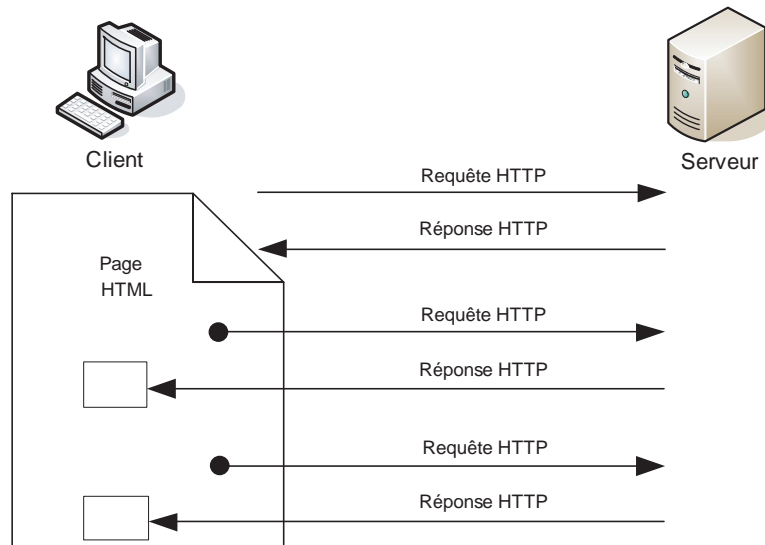 Client
Serveur
Requête HTTP
Réponse HTTP
Page
HTML
Requête HTTP
Réponse HTTP
Requête HTTP
Réponse HTTP